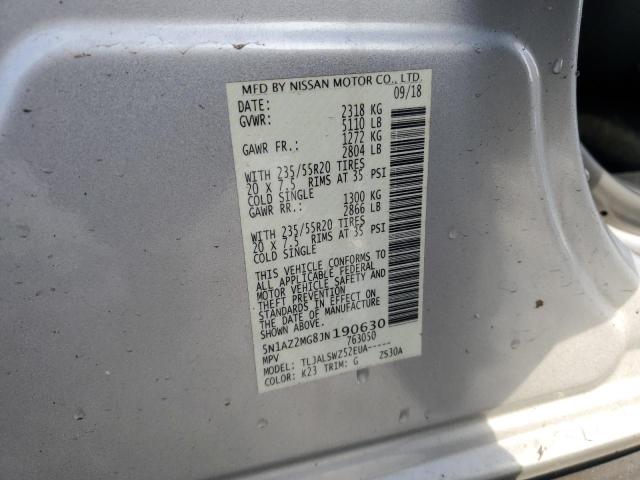 MFD BY NISSAN MOTOR CO., LTD.
DATE: 09/18
GVWR: 2318 KG
5110 LB
GAWR FR.: 1272 KG
2804 LB
WITH 235/55R20 TIRES
20 X 7.5 RIMS AT 35 PSI
COLD SINGLE
GAWR RR.: 1300 KG
2866 LB
WITH 235/55R20 TIRES
20 X 7.5 RIMS AT 35 PSI
COLD SINGLE
THIS VEHICLE CONFORMS TO
ALL APPLICABLE FEDERAL
MOTOR VEHICLE SAFETY AND
THEFT PREVENTION
STANDARDS IN EFFECT ON
THE DATE OF MANUFACTURE
SHOWN ABOVE.
5N1AZ2MG8JN190630
MPV 763050
MODEL: TLJALSWZ52EUA-----
COLOR: K23 TRIM: G ZS30A